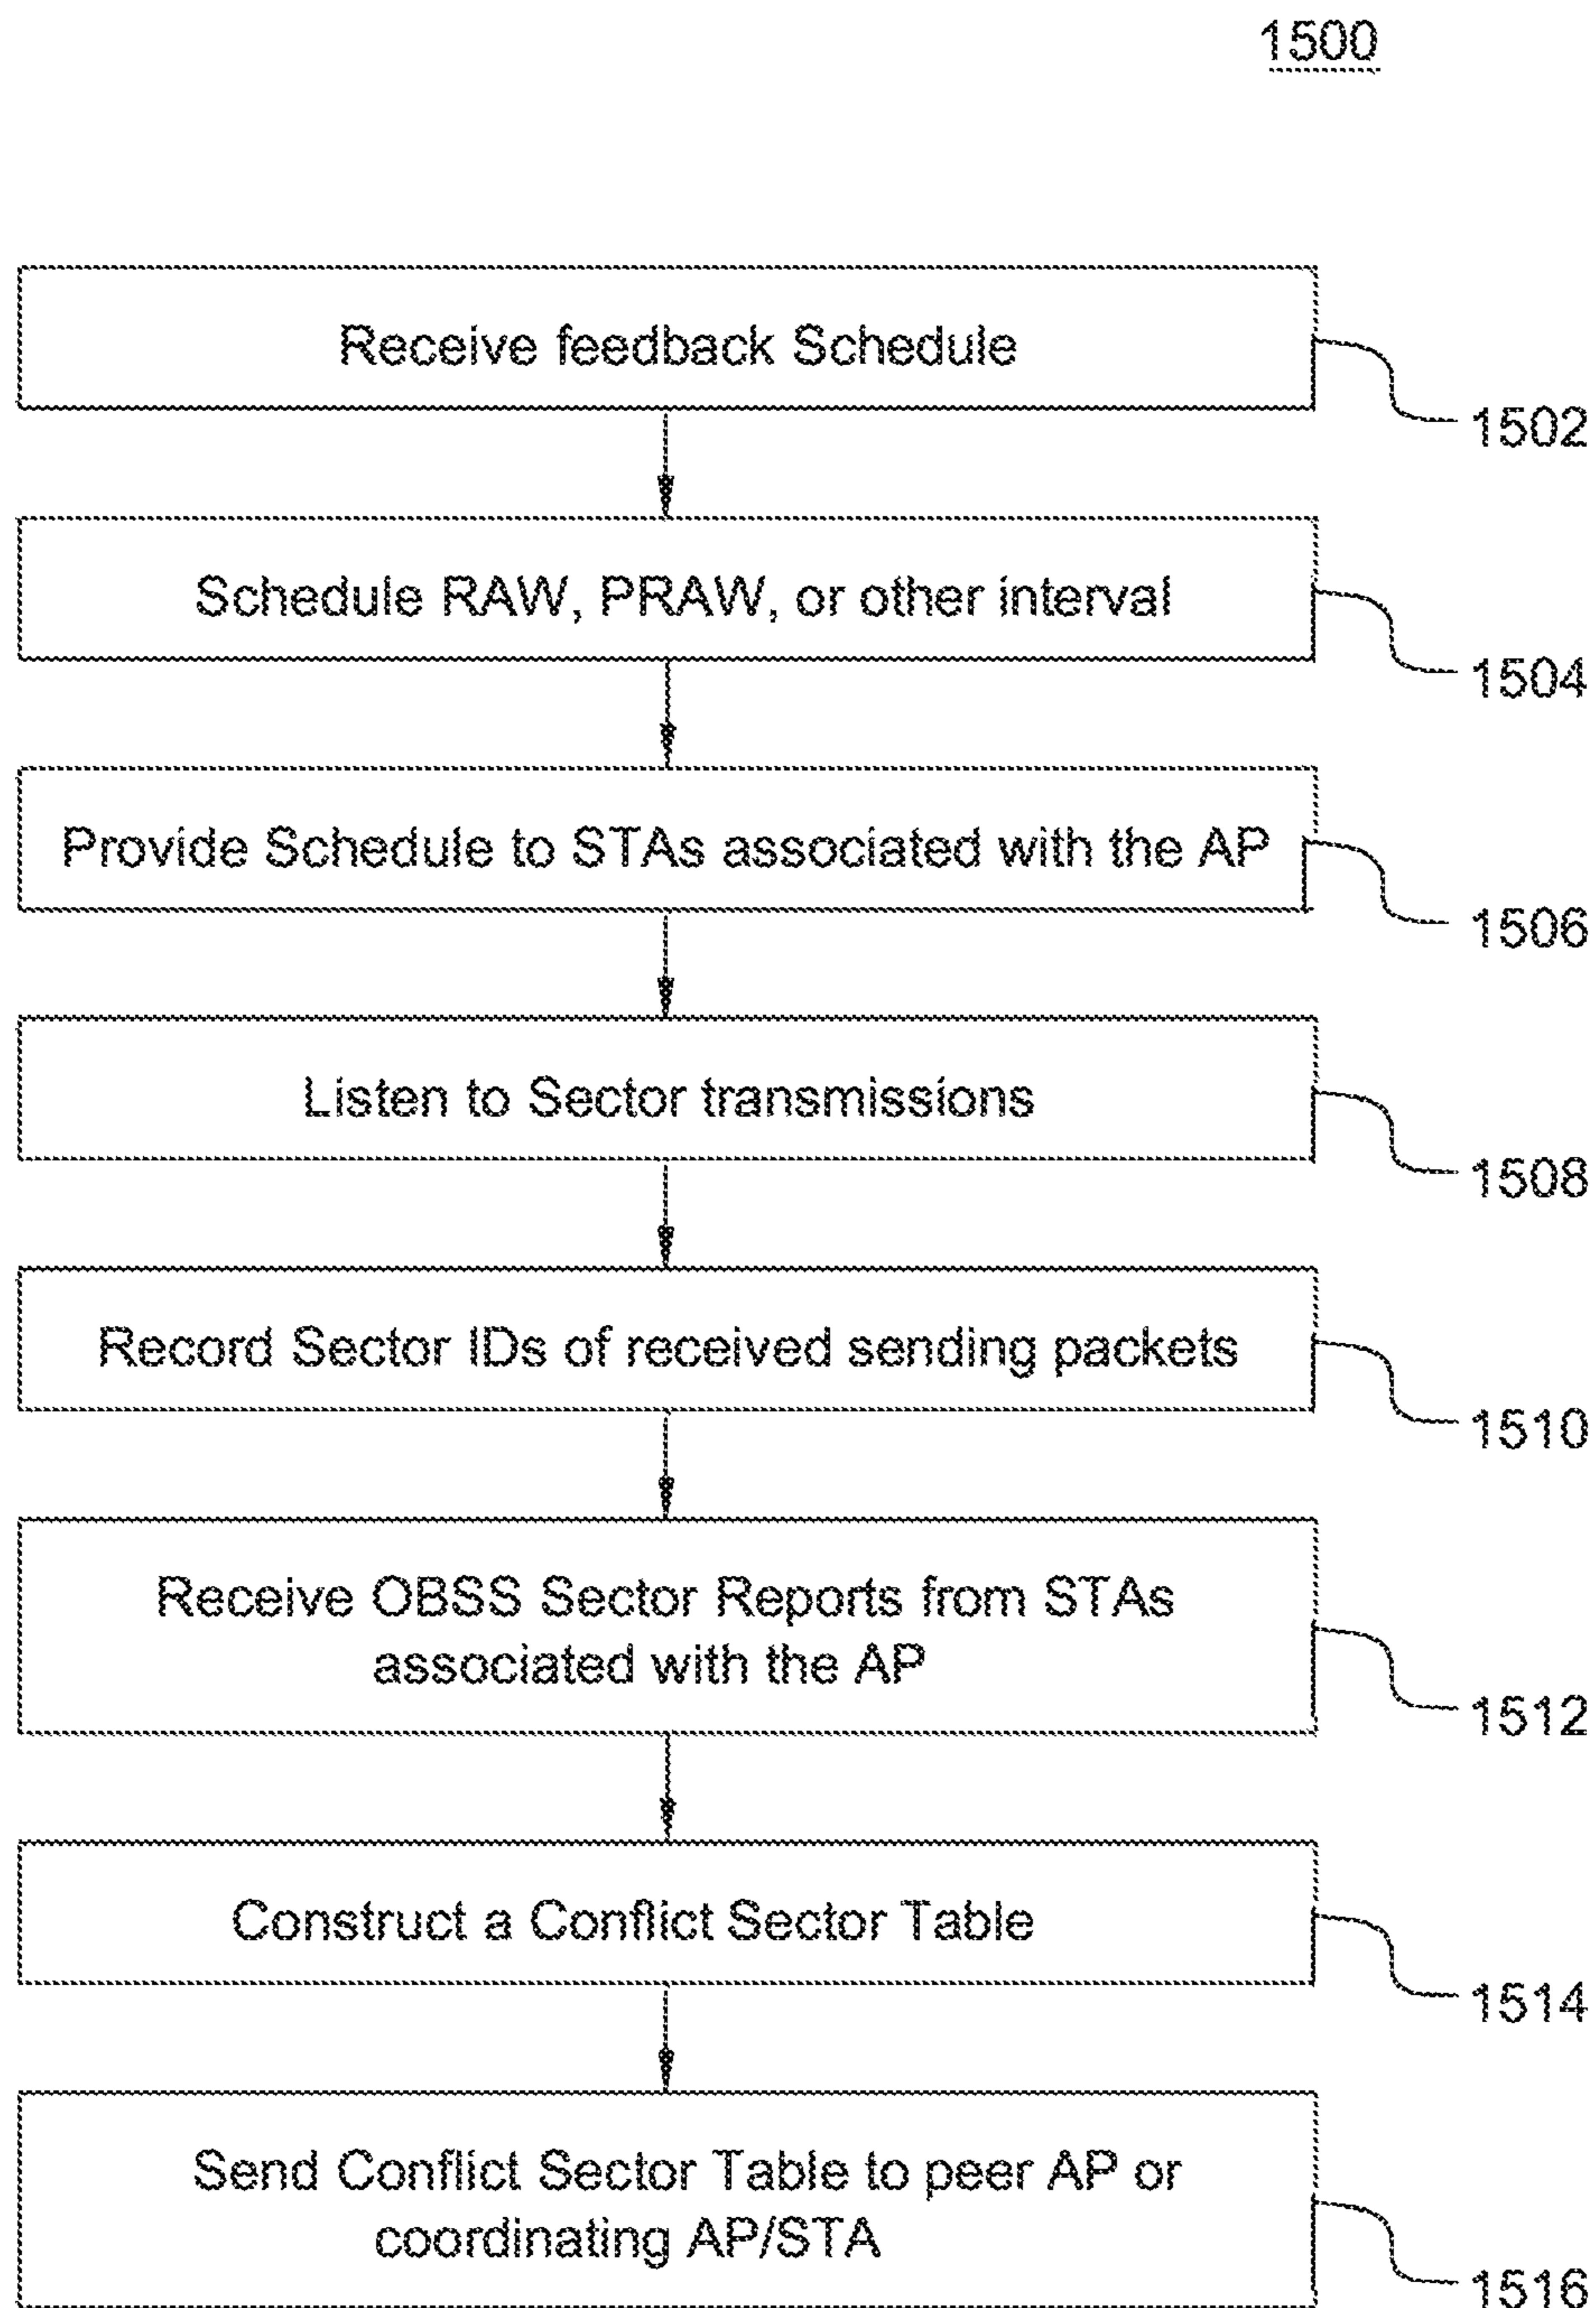 1500
Receive feedback Schedule
1502
Schedule RAW, PRAW, or other interval
1504
Provide Schedule to STAs associated with the AP
1506
Listen to Sector transmissions
1508
Record Sector IDs of received sending packets
1510
Receive OBSS Sector Reports from STAs
associated with the AP
1512
Construct a Conflict Sector Table
1514
Send Conflict Sector Table to peer AP or
coordinating AP/STA
1516